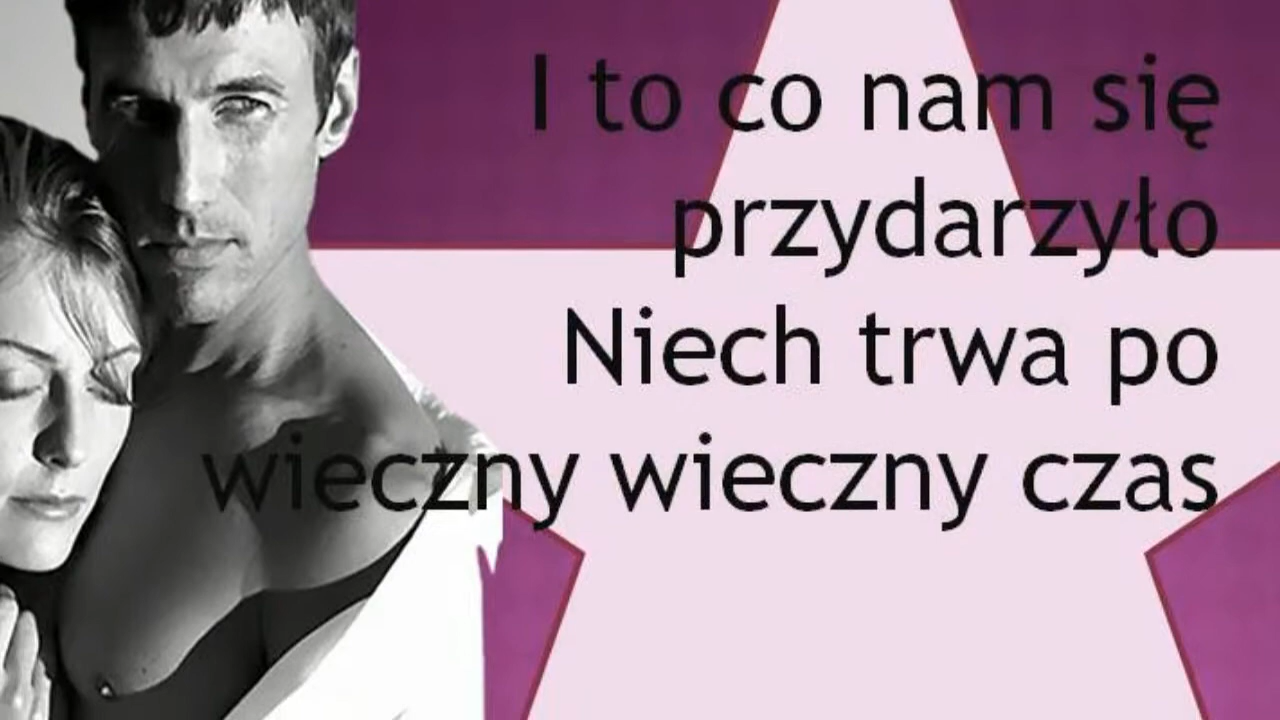 I to co nam się
przydarzyło
Niech trwa po
wieczny wieczny czas